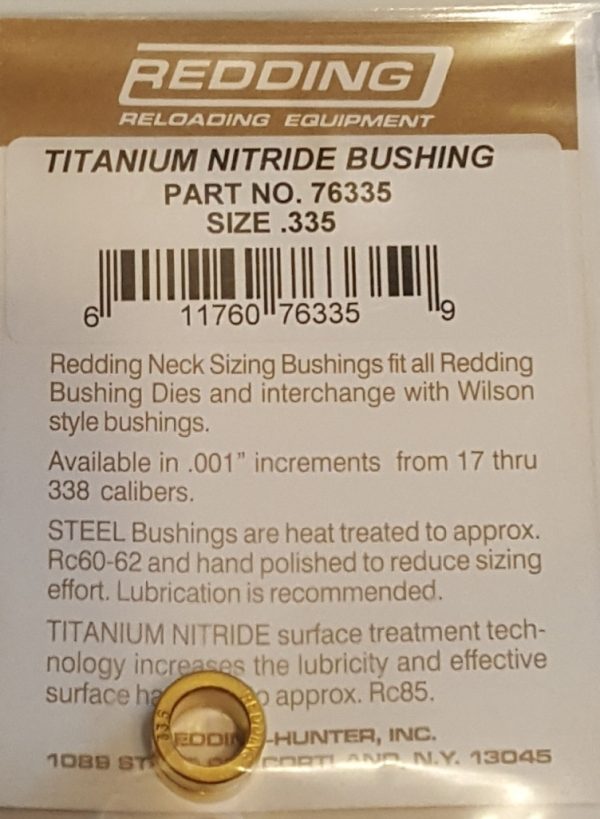 REDDING
RELOADING EQUIPMENT
TITANIUM NITRIDE BUSHING
PART NO. 76335
SIZE .335
6 11760 76335 9
Redding Neck Sizing Bushings fit all Redding
Bushing Dies and interchange with Wilson
style bushings.
Available in .001” increments from 17 thru
338 calibers.
STEEL Bushings are heat treated to approx.
Rc60-62 and hand polished to reduce sizing
effort. Lubrication is recommended.
TITANIUM NITRIDE surface treatment tech-
nology increases the lubricity and effective
surface approx. Rc85.
335 REDDING
-HUNTER, INC.
1089 N.Y. 13045